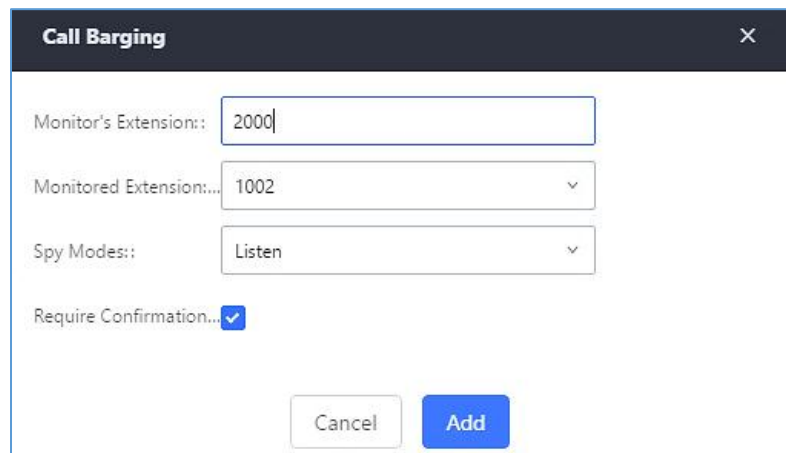 Call Barging
Monitor's Extension:: 2000
Monitored Extension:... 1002
Spy Modes:: Listen
Require Confirmation...
Cancel Add